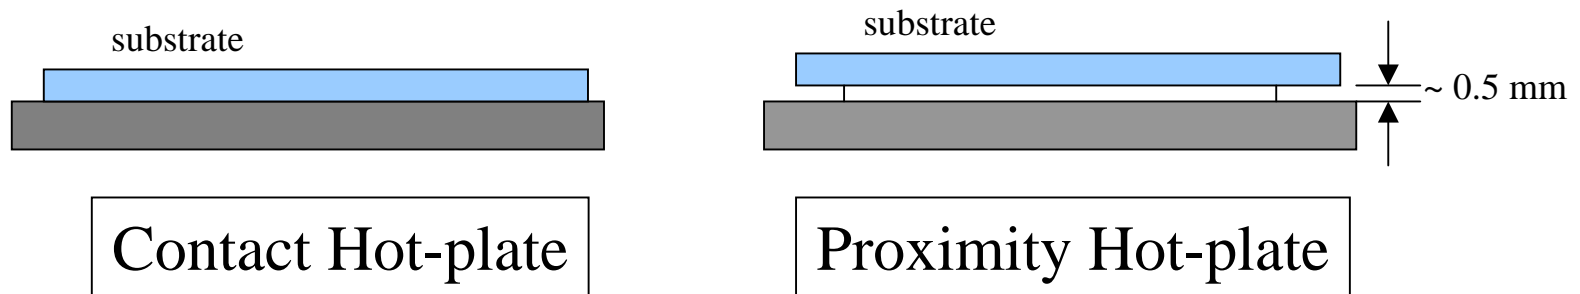 substrate
substrate
~ 0.5 mm
Contact Hot-plate
Proximity Hot-plate